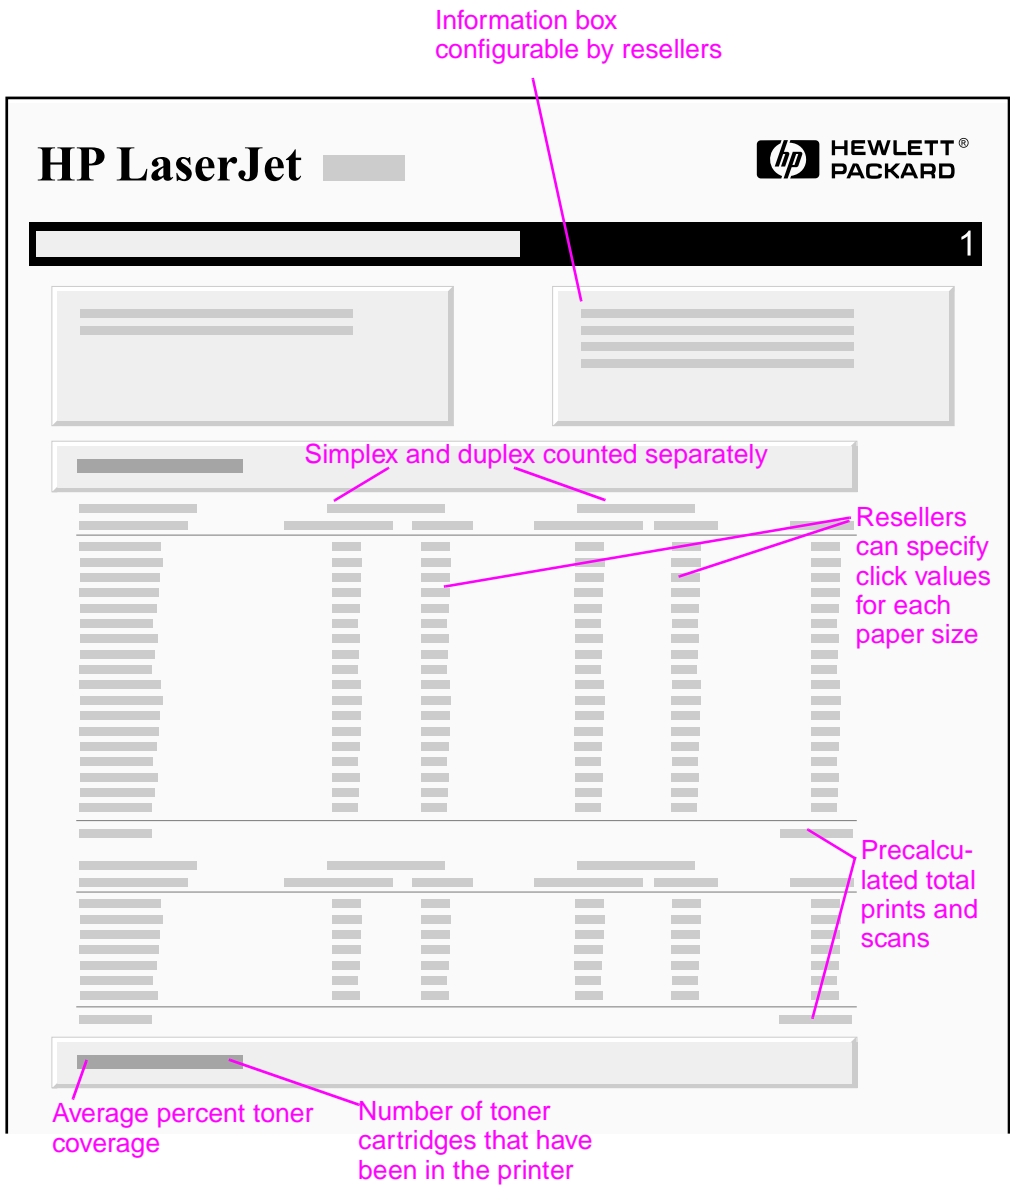 Information box
configurable by resellers
HP LaserJet
hp HEWLETT®
PACKARD
1
Simplex and duplex counted separately
Resellers
can specify
click values
for each
paper size
Precalcu-
lated total
prints and
scans
Average percent toner
coverage
Number of toner
cartridges that have
been in the printer